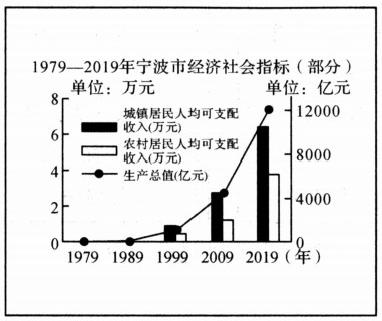 1979—2019年宁波市经济社会指标（部分）
单位：万元 单位：亿元
8
6
4
2
0
城镇居民人均可支配
收入(万元)
农村居民人均可支配
收入(万元)
生产总值(亿元)
12000
8000
4000
0
1979 1989 1999 2009 2019（年）